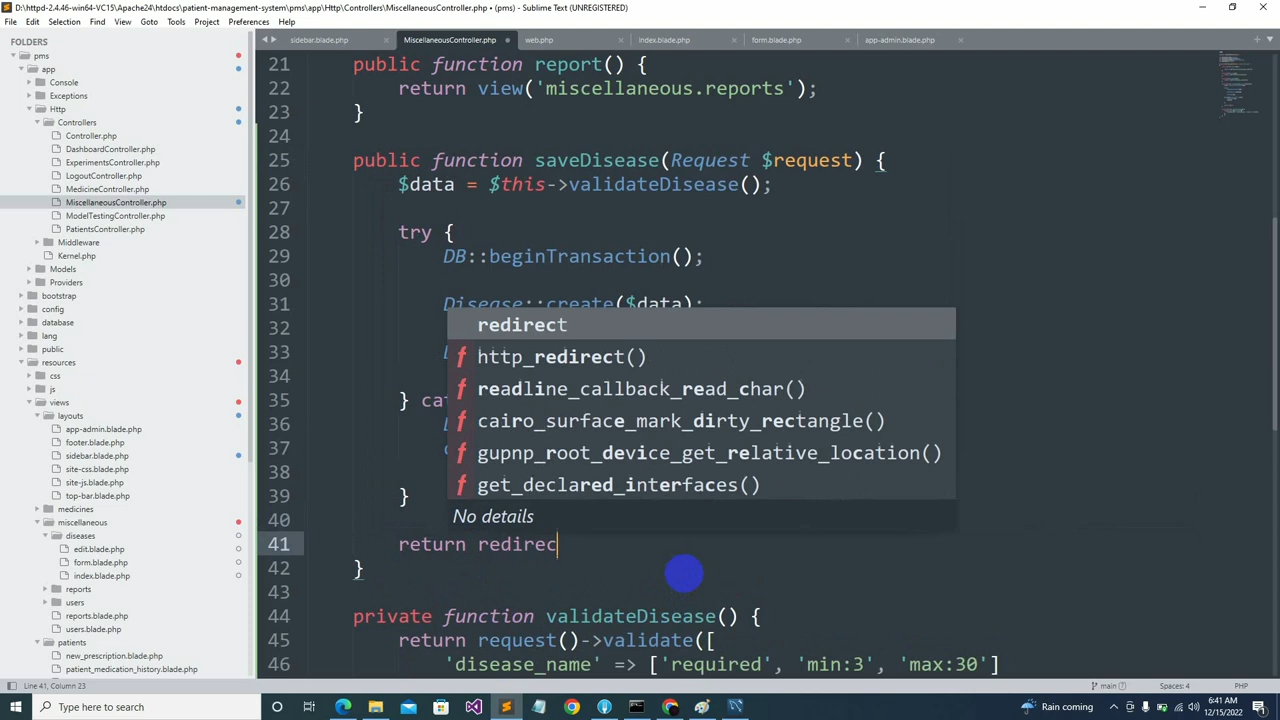 D:\httpd-2.4.46-win64-VC15\Apache24\htdocs\patient-management-system\pms\app\Http\Controllers\MiscellaneousController.php • (pms) - Sublime Text (UNREGISTERED)
File Edit Selection Find View Goto Tools Project Preferences Help
FOLDERS
pms
app
Console
Exceptions
Http
Controllers
Controller.php
DashboardController.php
ExperimentsController.php
LogoutController.php
MedicineController.php
MiscellaneousController.php
ModelTestingController.php
PatientsController.php
Middleware
Kernel.php
Models
Providers
bootstrap
config
database
lang
public
resources
css
js
views
layouts
app-admin.blade.php
footer.blade.php
sidebar.blade.php
site-css.blade.php
site-js.blade.php
top-bar.blade.php
medicines
miscellaneous
diseases
edit.blade.php
form.blade.php
index.blade.php
reports
users
reports.blade.php
users.blade.php
patients
new_prescription.blade.php
patient_medication_history.blade.php
sidebar.blade.php MiscellaneousController.php web.php index.blade.php form.blade.php app-admin.blade.php
21 public function report() {
22 return view('miscellaneous.reports');
23 }
24
25 public function saveDisease(Request $request) {
26 $data = $this->validateDisease();
27
28 try {
29 DB::beginTransaction();
30
31 Disease::create($data);
32
33 D
34
35 } cat
36
37
38
39 }
40
41 return redirec
42 }
43
44 private function validateDisease() {
45 return request()->validate([
46 'disease_name' => ['required', 'min:3', 'max:30']
redirect
f http_redirect()
f readline_callback_read_char()
f cairo_surface_mark_dirty_rectangle()
f gupnp_root_device_get_relative_location()
f get_declared_interfaces()
No details
Line 41, Column 23
main 7 Spaces: 4 PHP
Type here to search
Rain coming
6:41 AM
12/15/2022